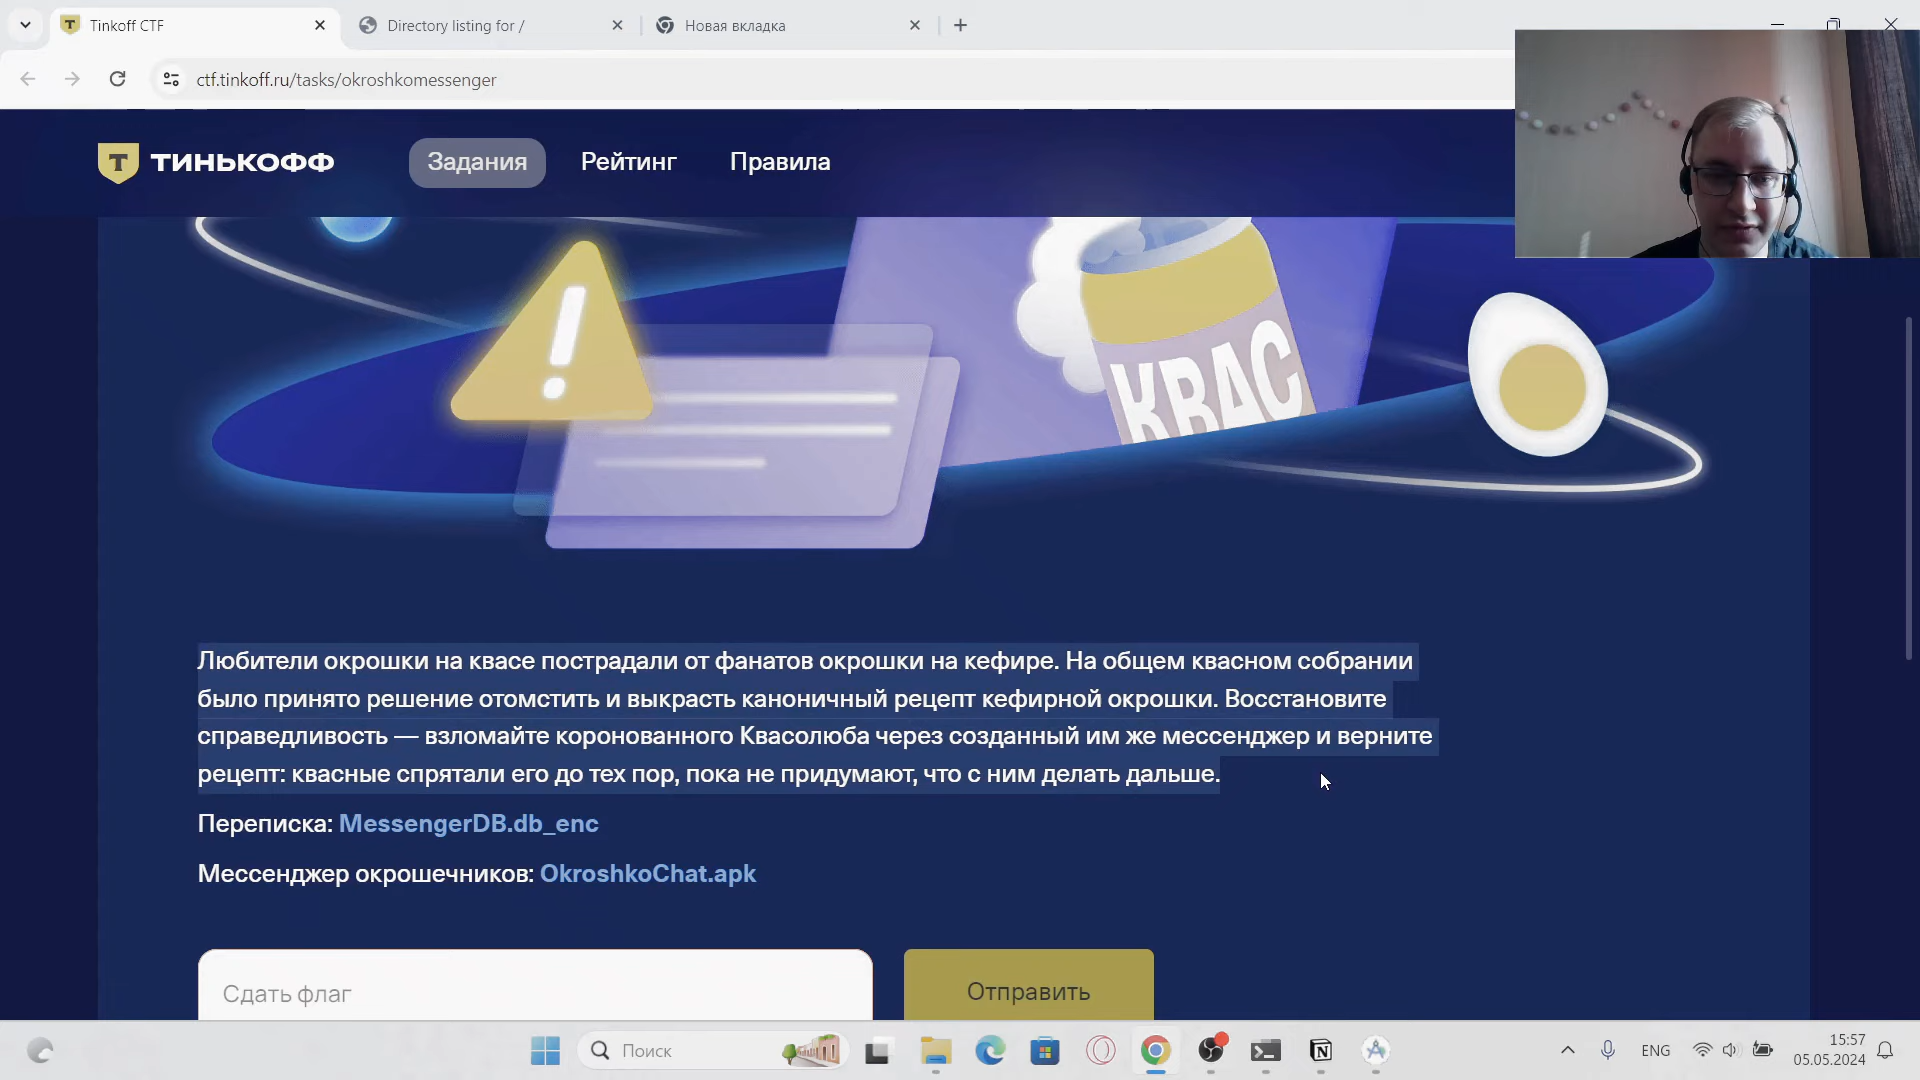 Tinkoff CTF
Directory listing for /
Новая вкладка
ctf.tinkoff.ru/tasks/okroshkomessenger
Т ТИНЬКОФФ
Задания
Рейтинг
Правила
!
КВАС
Любители окрошки на квасе пострадали от фанатов окрошки на кефире. На общем квасном собрании
было принято решение отомстить и выкрасть каноничный рецепт кефирной окрошки. Восстановите
справедливость — взломайте коронованного Квасолюба через созданный им же мессенджер и верните
рецепт: квасные спрятали его до тех пор, пока не придумают, что с ним делать дальше.
Переписка: MessengerDB.db_enc
Мессенджер окрошечников: OkroshkoChat.apk
Сдать флаг
Отправить
Поиск
ENG
15:57
05.05.2024